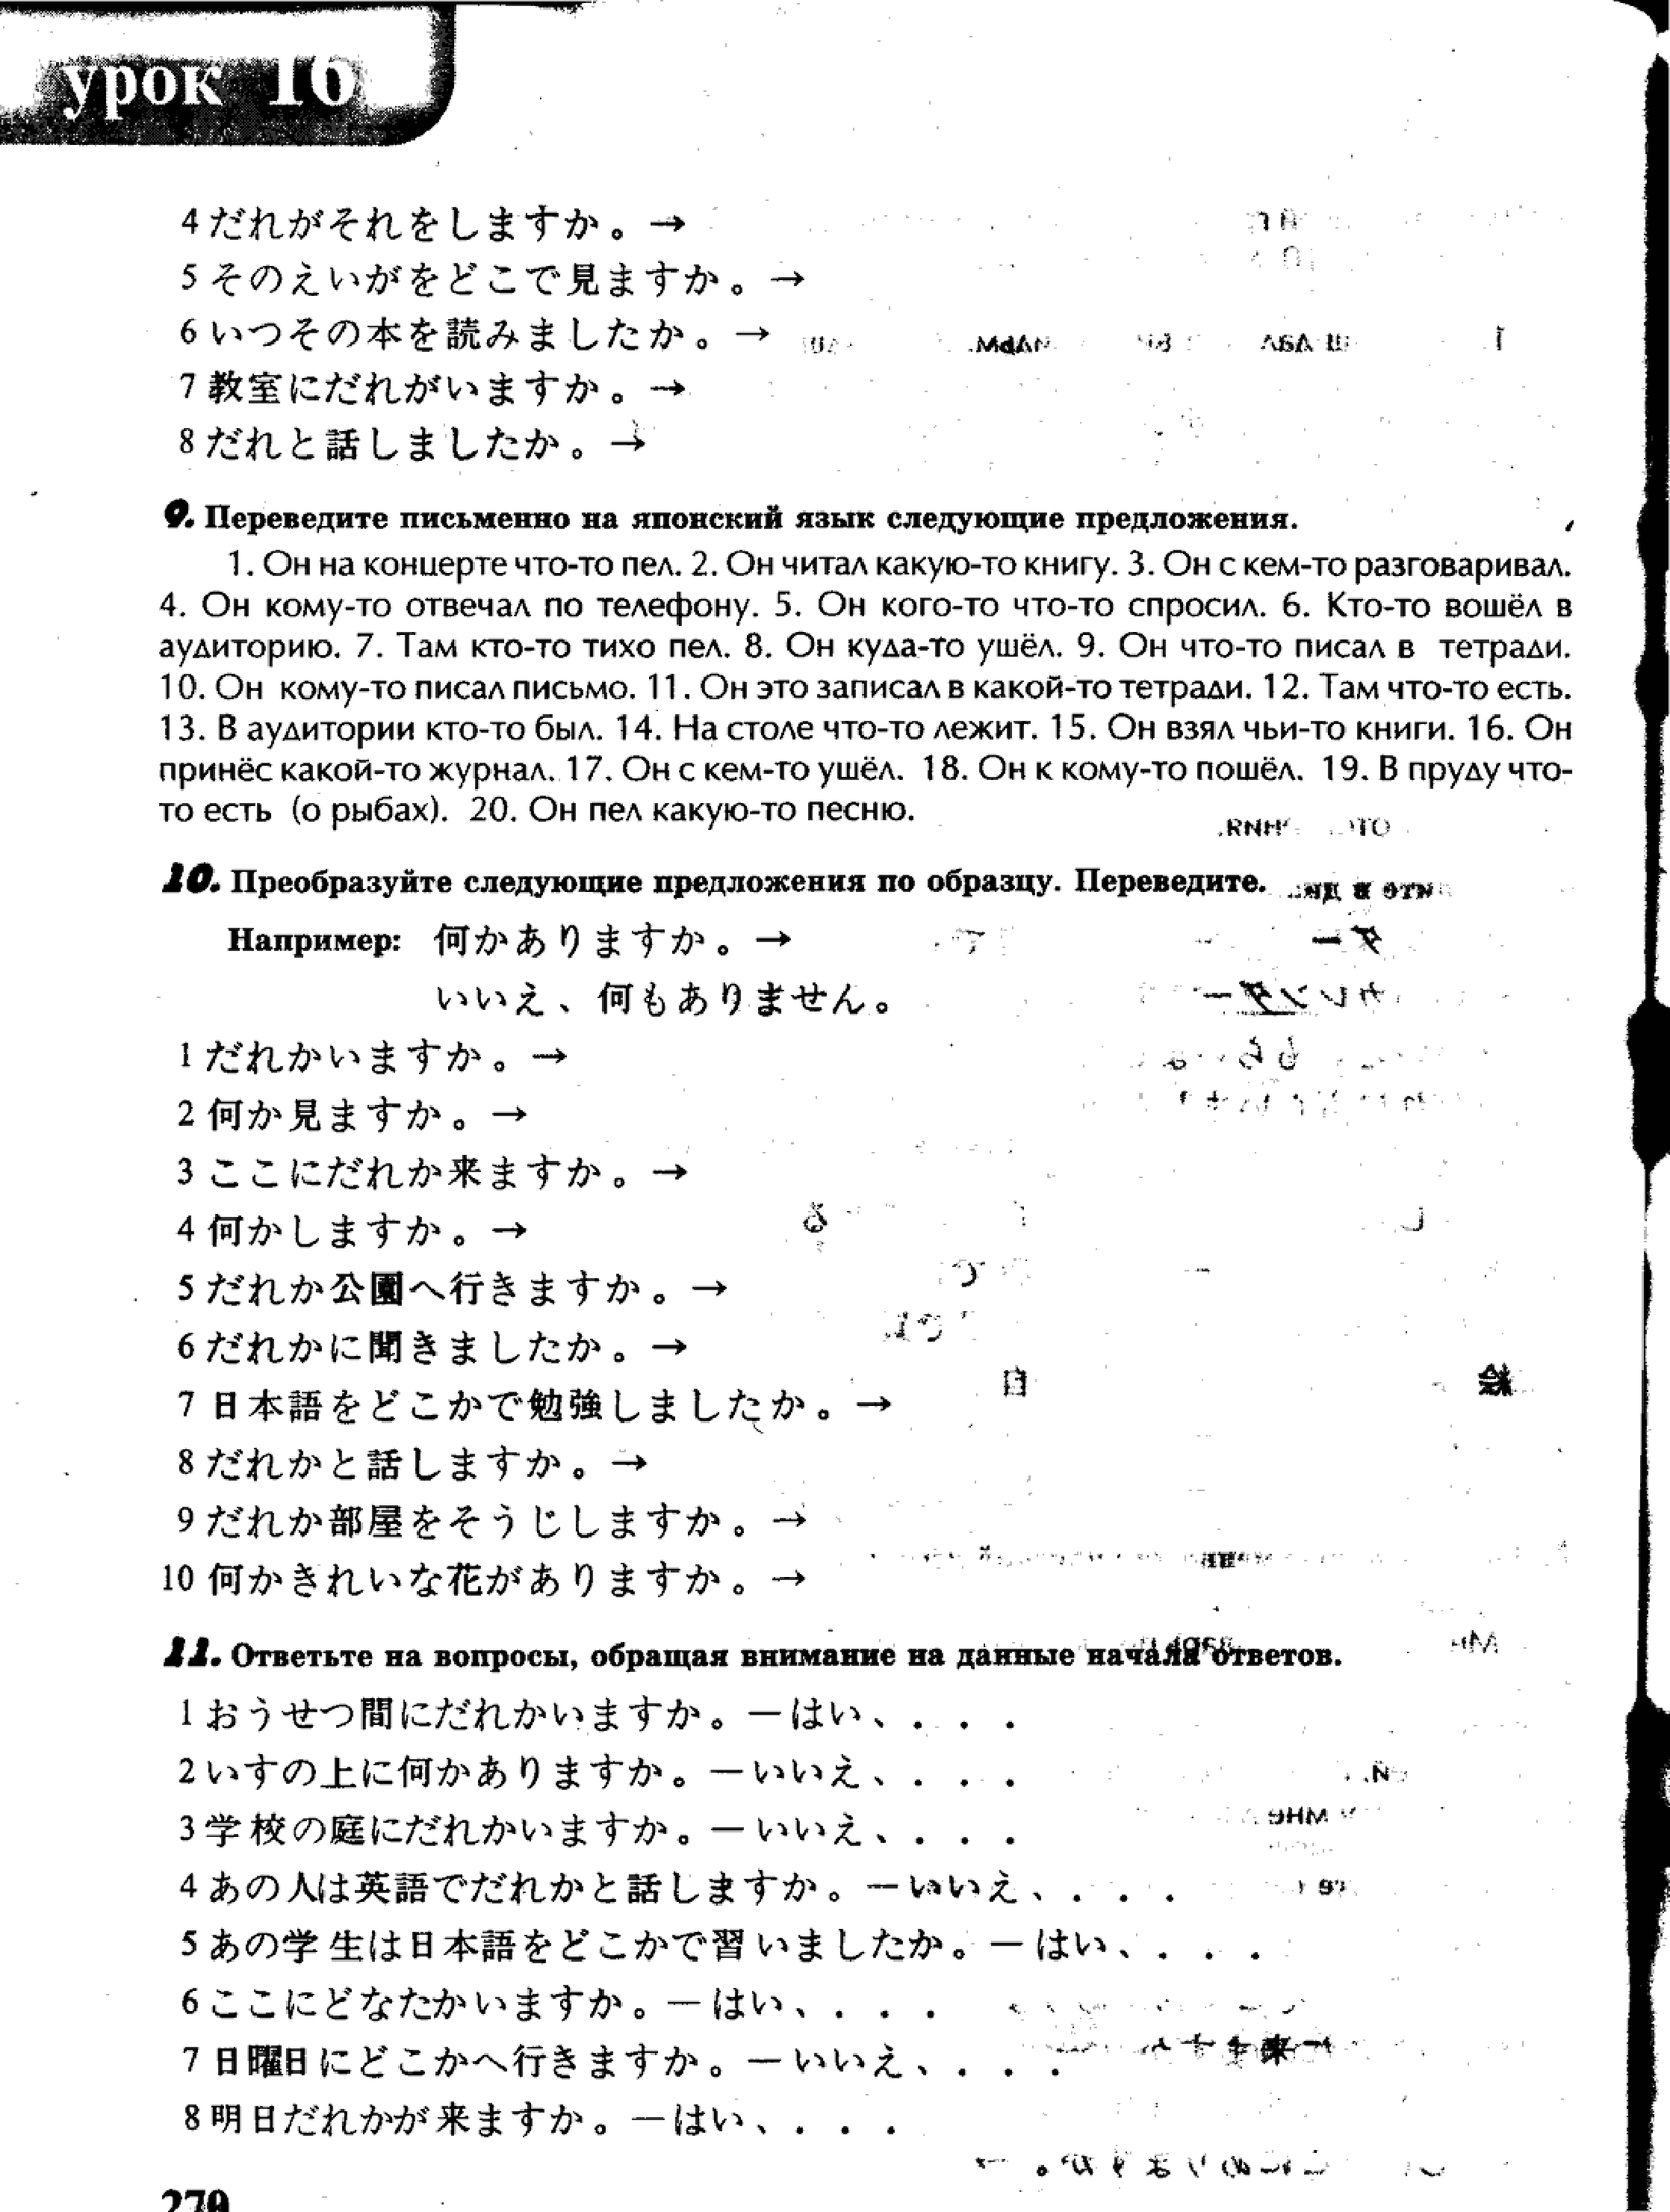 урок 16
4 だれがそれをしますか。→
5 そのえいがをどこで見ますか。→
6 いつその本を読みましたか。→
7 教室にだれがいますか。→
8 だれと話しましたか。→
9. Переведите письменно на японский язык следующие предложения.
1. Он на концерте что-то пел. 2. Он читал какую-то книгу. 3. Он с кем-то разговаривал.
4. Он кому-то отвечал по телефону. 5. Он кого-то что-то спросил. 6. Кто-то вошёл в
аудиторию. 7. Там кто-то тихо пел. 8. Он куда-то ушёл. 9. Он что-то писал в тетради.
10. Он кому-то писал письмо. 11. Он это записал в какой-то тетради. 12. Там что-то есть.
13. В аудитории кто-то был. 14. На столе что-то лежит. 15. Он взял чьи-то книги. 16. Он
принёс какой-то журнал. 17. Он с кем-то ушёл. 18. Он к кому-то пошёл. 19. В пруду что-
то есть (о рыбах). 20. Он пел какую-то песню.
10. Преобразуйте следующие предложения по образцу. Переведите.
Например: 何かありますか。→
いいえ、何もありません。
1 だれかいますか。→
2 何か見ますか。→
3 ここにだれか来ますか。→
4 何かしますか。→
5 だれか公園へ行きますか。→
6 だれかに聞きましたか。→
7 日本語をどこかで勉強しましたか。→
8 だれかと話しますか。→
9 だれか部屋をそうじしますか。→
10 何かきれいな花がありますか。→
11. Ответьте на вопросы, обращая внимание на данные начала ответов.
1 おうせつ間にだれかいますか。ーはい、. . .
2 いすの上に何かありますか。ーいいえ、. . .
3 学校の庭にだれかいますか。ーいいえ、. . .
4 あの人は英語でだれかと話しますか。ーいいえ、. . .
5 あの学生は日本語をどこかで習いましたか。ーはい、. . .
6 ここにどなたかいますか。ーはい、. . .
7 日曜日にどこかへ行きますか。ーいいえ、. . .
8 明日だれかが来ますか。ーはい、. . .
270